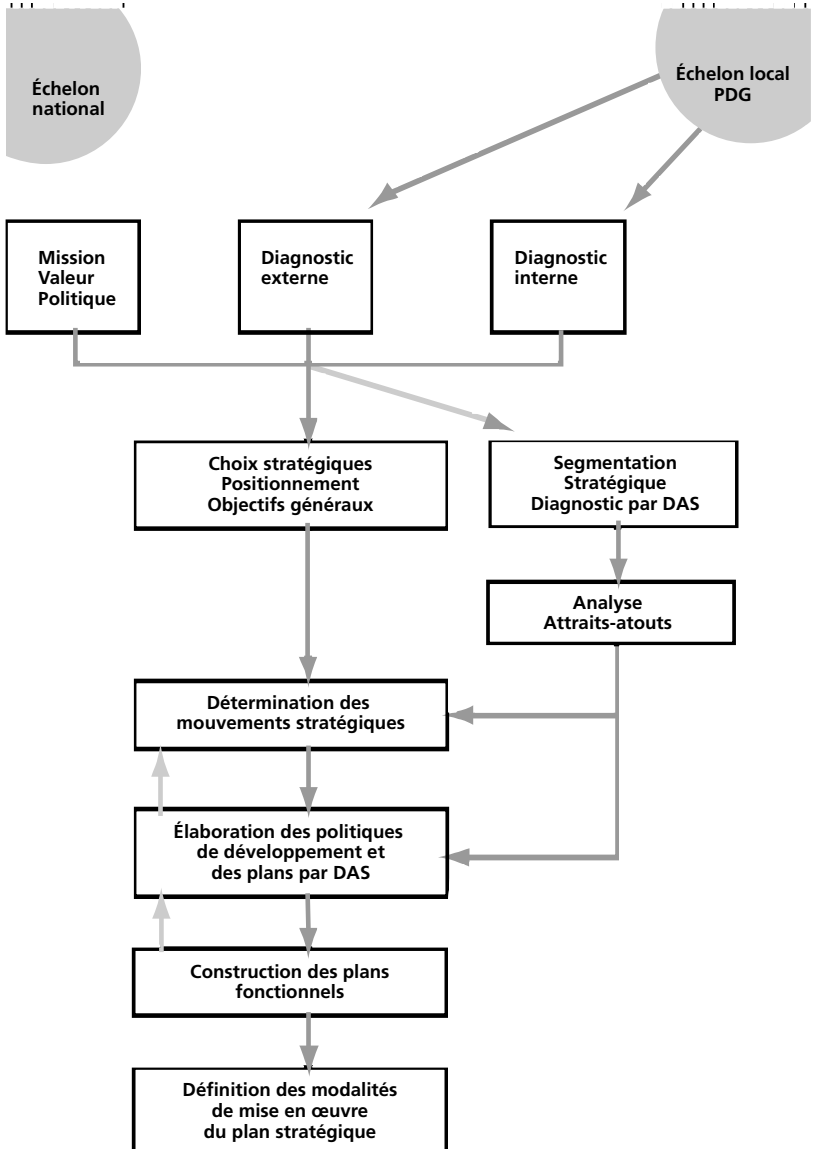 Échelon
national
Échelon local
PDG
Mission
Valeur
Politique
Diagnostic
externe
Diagnostic
interne
Choix stratégiques
Positionnement
Objectifs généraux
Segmentation
Stratégique
Diagnostic par DAS
Analyse
Attraits-atouts
Détermination des
mouvements stratégiques
Élaboration des politiques
de développement et
des plans par DAS
Construction des plans
fonctionnels
Définition des modalités
de mise en œuvre
du plan stratégique